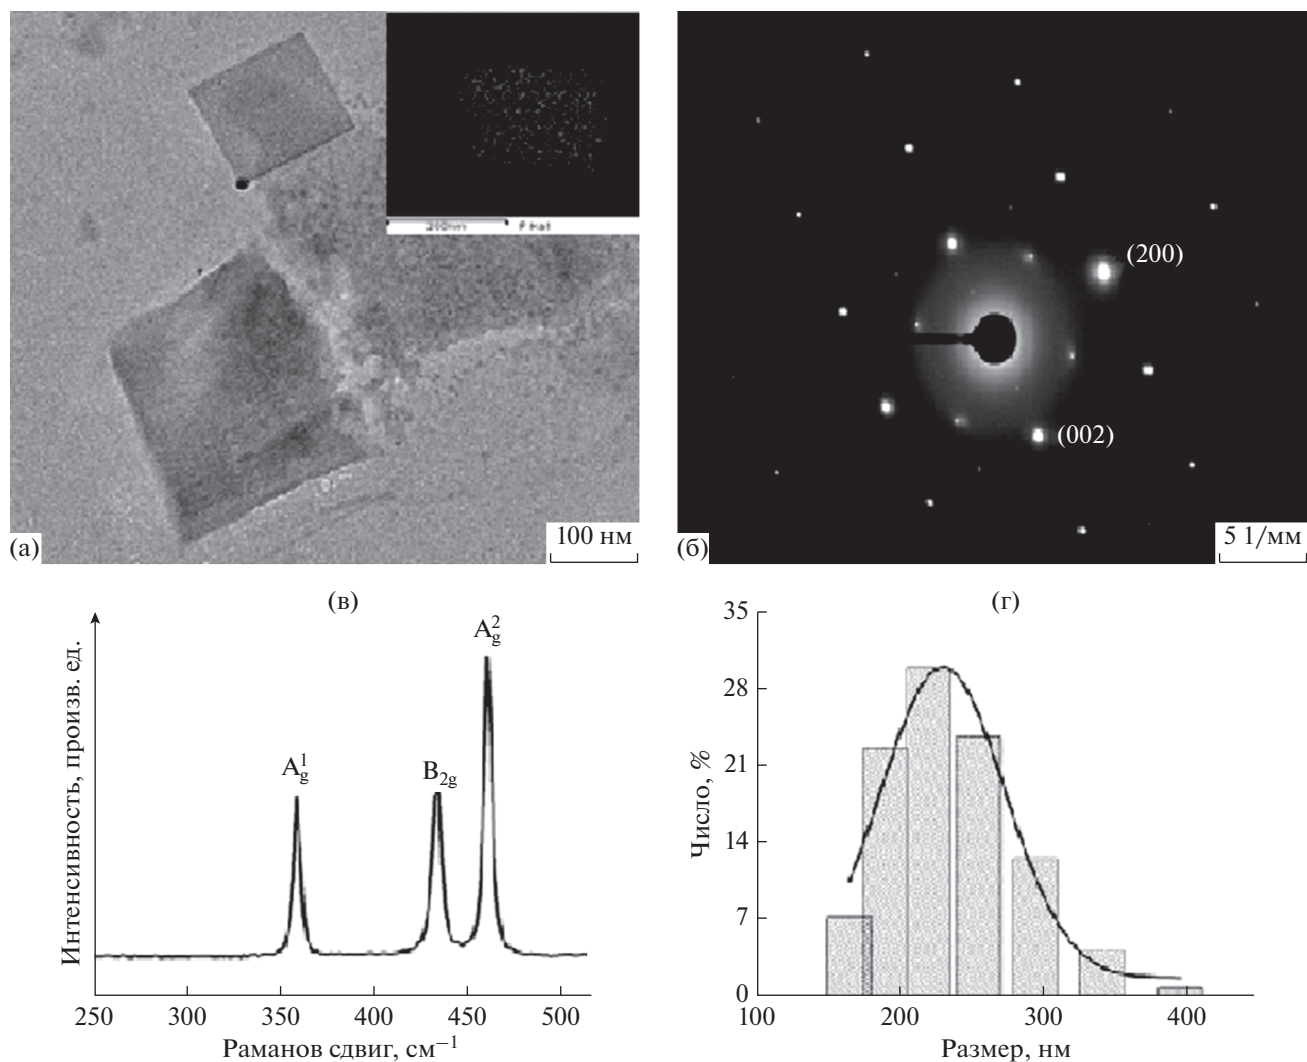 (200)
(002)
(а)
100 нм
(б)
5 1/мм
(в)
Интенсивность, произв. ед.
A¹g
B₂g
A²g
250 300 350 400 450 500
Раманов сдвиг, см⁻¹
(г)
Число, %
35
28
21
14
7
0
100 200 300 400
Размер, нм